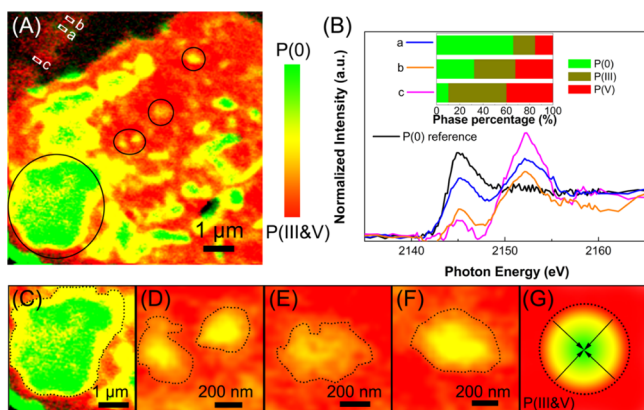 (A)
b
a
c
1 μm
P(0)
P(III&V)
(B)
Normalized Intensity (a.u.)
a
b
c
0 20 40 60 80 100
Phase percentage (%)
P(0)
P(III)
P(V)
P(0) reference
2140 2150 2160
Photon Energy (eV)
(C)
1 μm
(D)
200 nm
(E)
200 nm
(F)
200 nm
(G)
P(III&V)